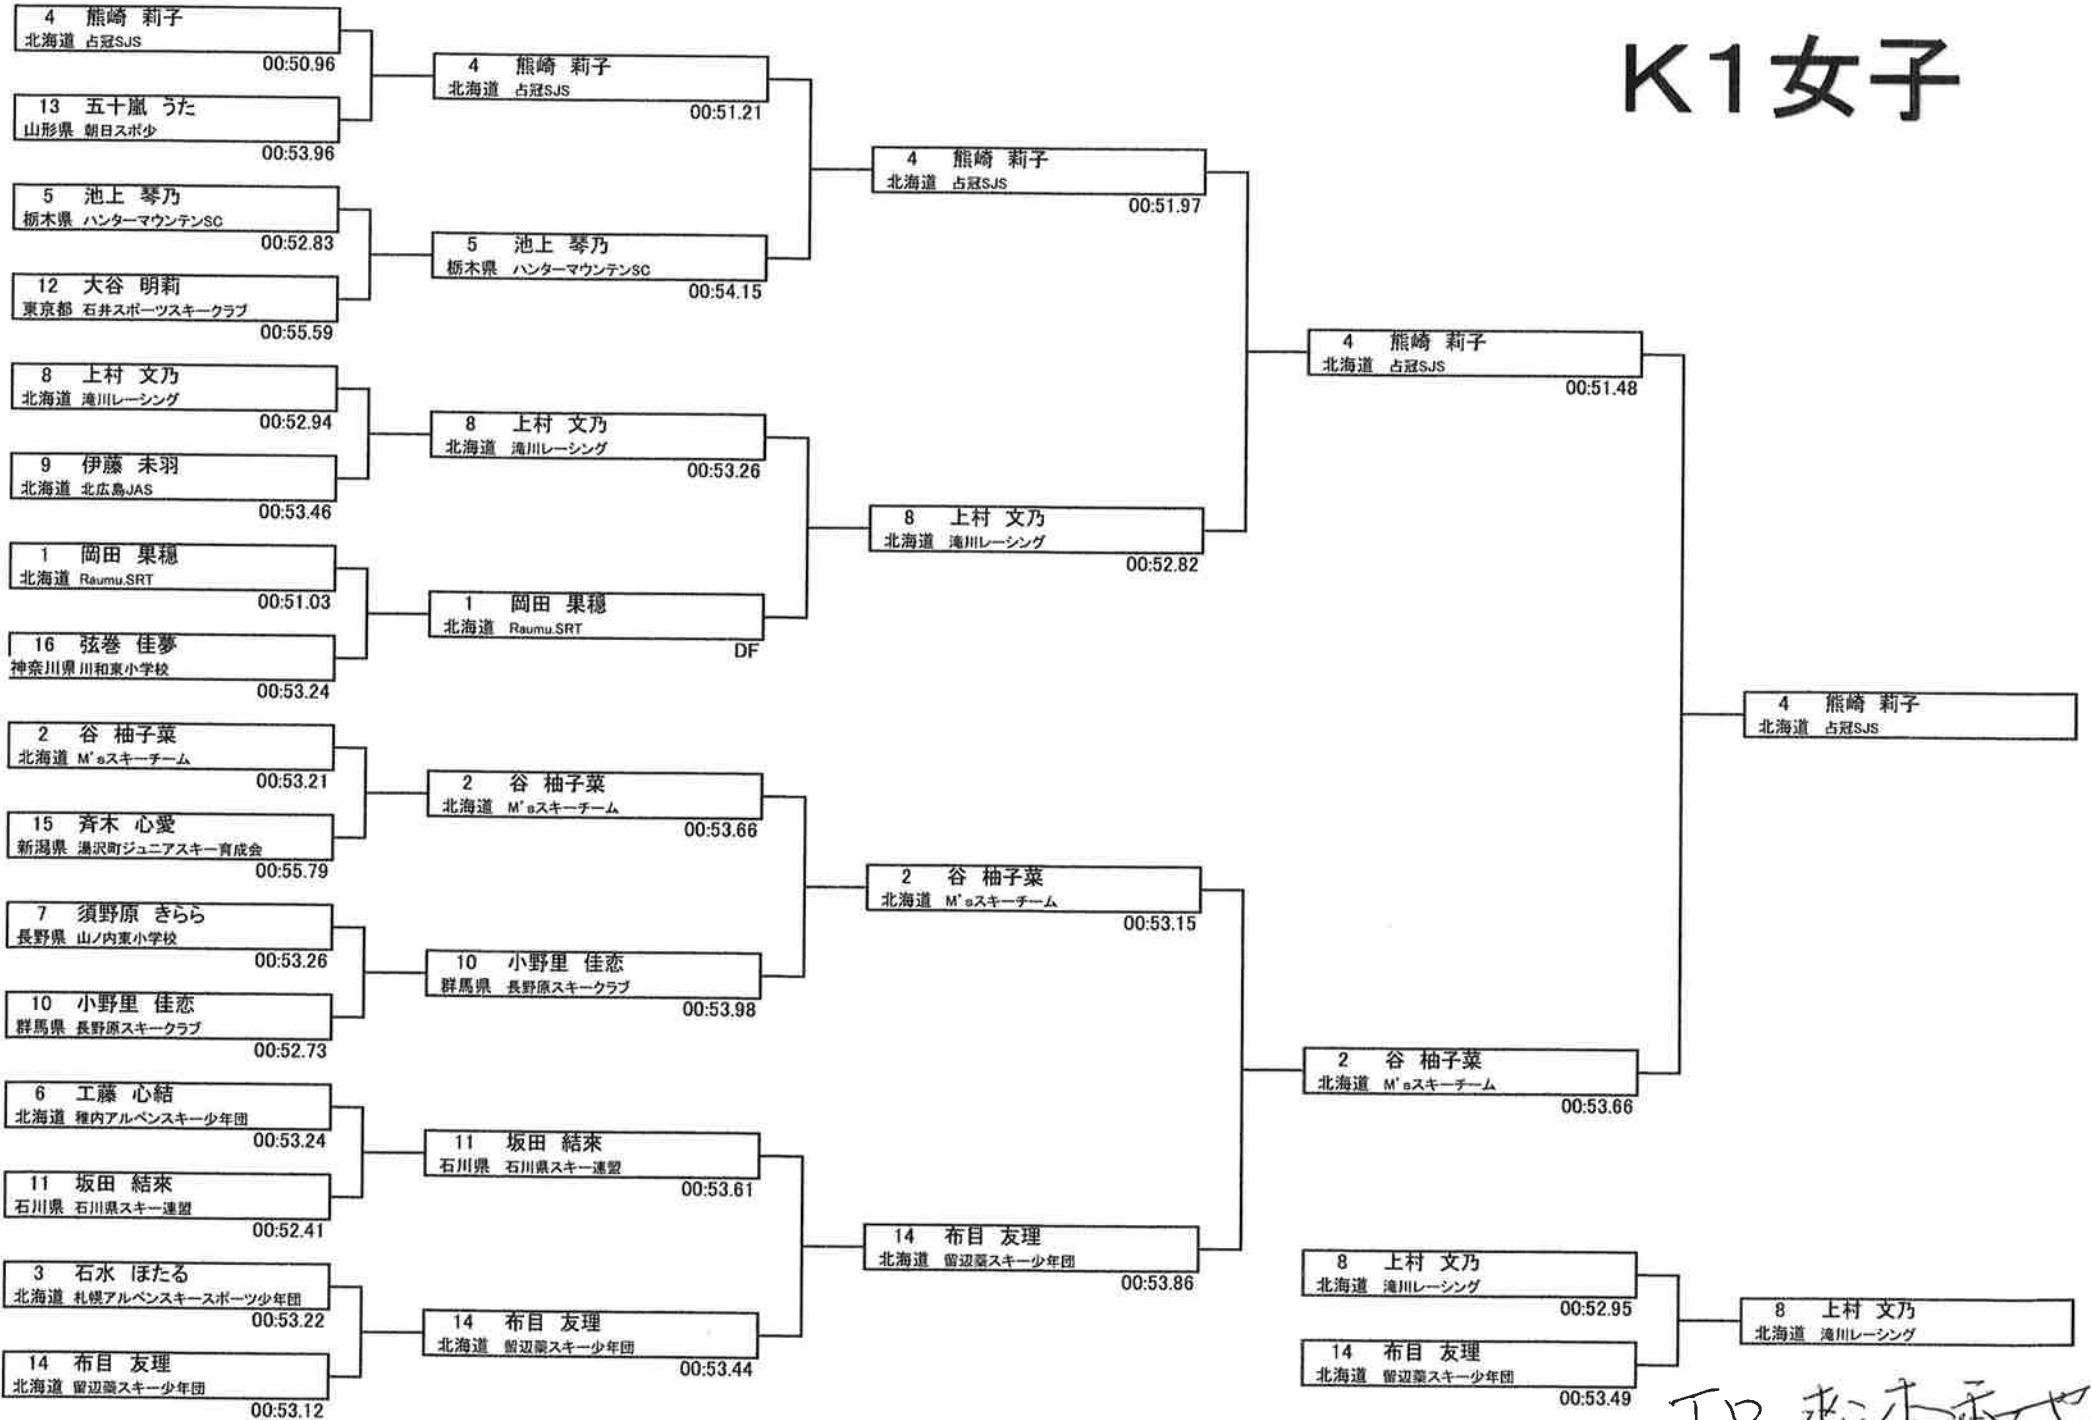 K1女子
4 熊崎 莉子
北海道 占冠SJS
00:50.96
13 五十嵐 うた
山形県 朝日スポ少
00:53.96
5 池上 琴乃
栃木県 ハンターマウンテンSC
00:52.83
12 大谷 明莉
東京都 石井スポーツスキークラブ
00:55.59
8 上村 文乃
北海道 滝川レーシング
00:52.94
9 伊藤 未羽
北海道 北広島JAS
00:53.46
1 岡田 果穏
北海道 Raumu.SRT
00:51.03
16 弦巻 佳夢
神奈川県 川和東小学校
00:53.24
2 谷 柚子菜
北海道 M'sスキーチーム
00:53.21
15 斉木 心愛
新潟県 湯沢町ジュニアスキー育成会
00:55.79
7 須野原 きらら
長野県 山ノ内東小学校
00:53.26
10 小野里 佳恋
群馬県 長野原スキークラブ
00:52.73
6 工藤 心結
北海道 稚内アルペンスキー少年団
00:53.24
11 坂田 結來
石川県 石川県スキー連盟
00:52.41
3 石水 ほたる
北海道 札幌アルペンスキースポーツ少年団
00:53.22
14 布目 友理
北海道 留辺蘂スキー少年団
00:53.12
4 熊崎 莉子
北海道 占冠SJS
00:51.21
5 池上 琴乃
栃木県 ハンターマウンテンSC
00:54.15
8 上村 文乃
北海道 滝川レーシング
00:53.26
1 岡田 果穏
北海道 Raumu.SRT
DF
2 谷 柚子菜
北海道 M'sスキーチーム
00:53.66
10 小野里 佳恋
群馬県 長野原スキークラブ
00:53.98
11 坂田 結來
石川県 石川県スキー連盟
00:53.61
14 布目 友理
北海道 留辺蘂スキー少年団
00:53.44
4 熊崎 莉子
北海道 占冠SJS
00:51.97
8 上村 文乃
北海道 滝川レーシング
00:52.82
2 谷 柚子菜
北海道 M'sスキーチーム
00:53.15
14 布目 友理
北海道 留辺蘂スキー少年団
00:53.86
4 熊崎 莉子
北海道 占冠SJS
00:51.48
2 谷 柚子菜
北海道 M'sスキーチーム
00:53.66
4 熊崎 莉子
北海道 占冠SJS
8 上村 文乃
北海道 滝川レーシング
00:52.95
14 布目 友理
北海道 留辺蘂スキー少年団
00:53.49
8 上村 文乃
北海道 滝川レーシング